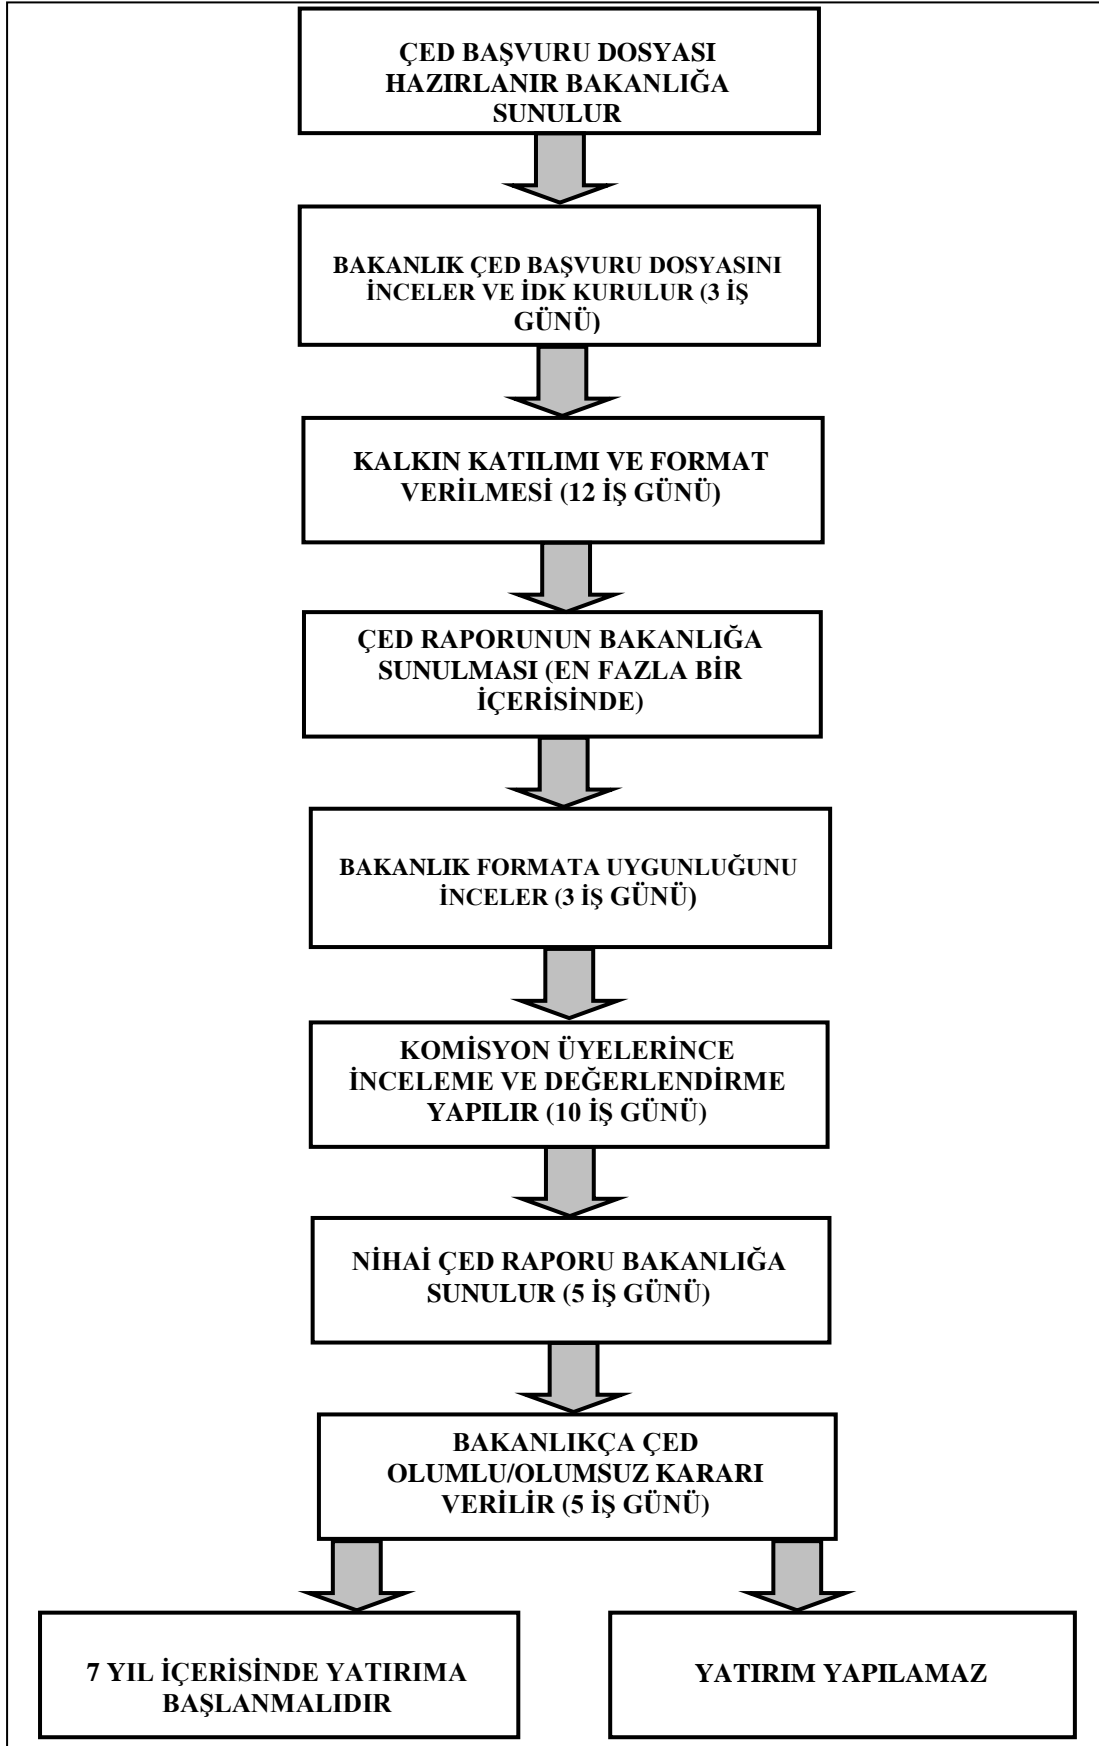 ÇED BAŞVURU DOSYASI
HAZIRLANIR BAKANLIĞA
SUNULUR
BAKANLIK ÇED BAŞVURU DOSYASINI
İNCELER VE İDK KURULUR (3 İŞ
GÜNÜ)
KALKIN KATILIMI VE FORMAT
VERİLMESİ (12 İŞ GÜNÜ)
ÇED RAPORUNUN BAKANLIĞA
SUNULMASI (EN FAZLA BİR
İÇERİSİNDE)
BAKANLIK FORMATA UYGUNLUĞUNU
İNCELER (3 İŞ GÜNÜ)
KOMİSYON ÜYELERİNCE
İNCELEME VE DEĞERLENDİRME
YAPILIR (10 İŞ GÜNÜ)
NİHAİ ÇED RAPORU BAKANLIĞA
SUNULUR (5 İŞ GÜNÜ)
BAKANLIKÇA ÇED
OLUMLU/OLUMSUZ KARARI
VERİLİR (5 İŞ GÜNÜ)
7 YIL İÇERİSİNDE YATIRIMA
BAŞLANMALIDIR
YATIRIM YAPILAMAZ